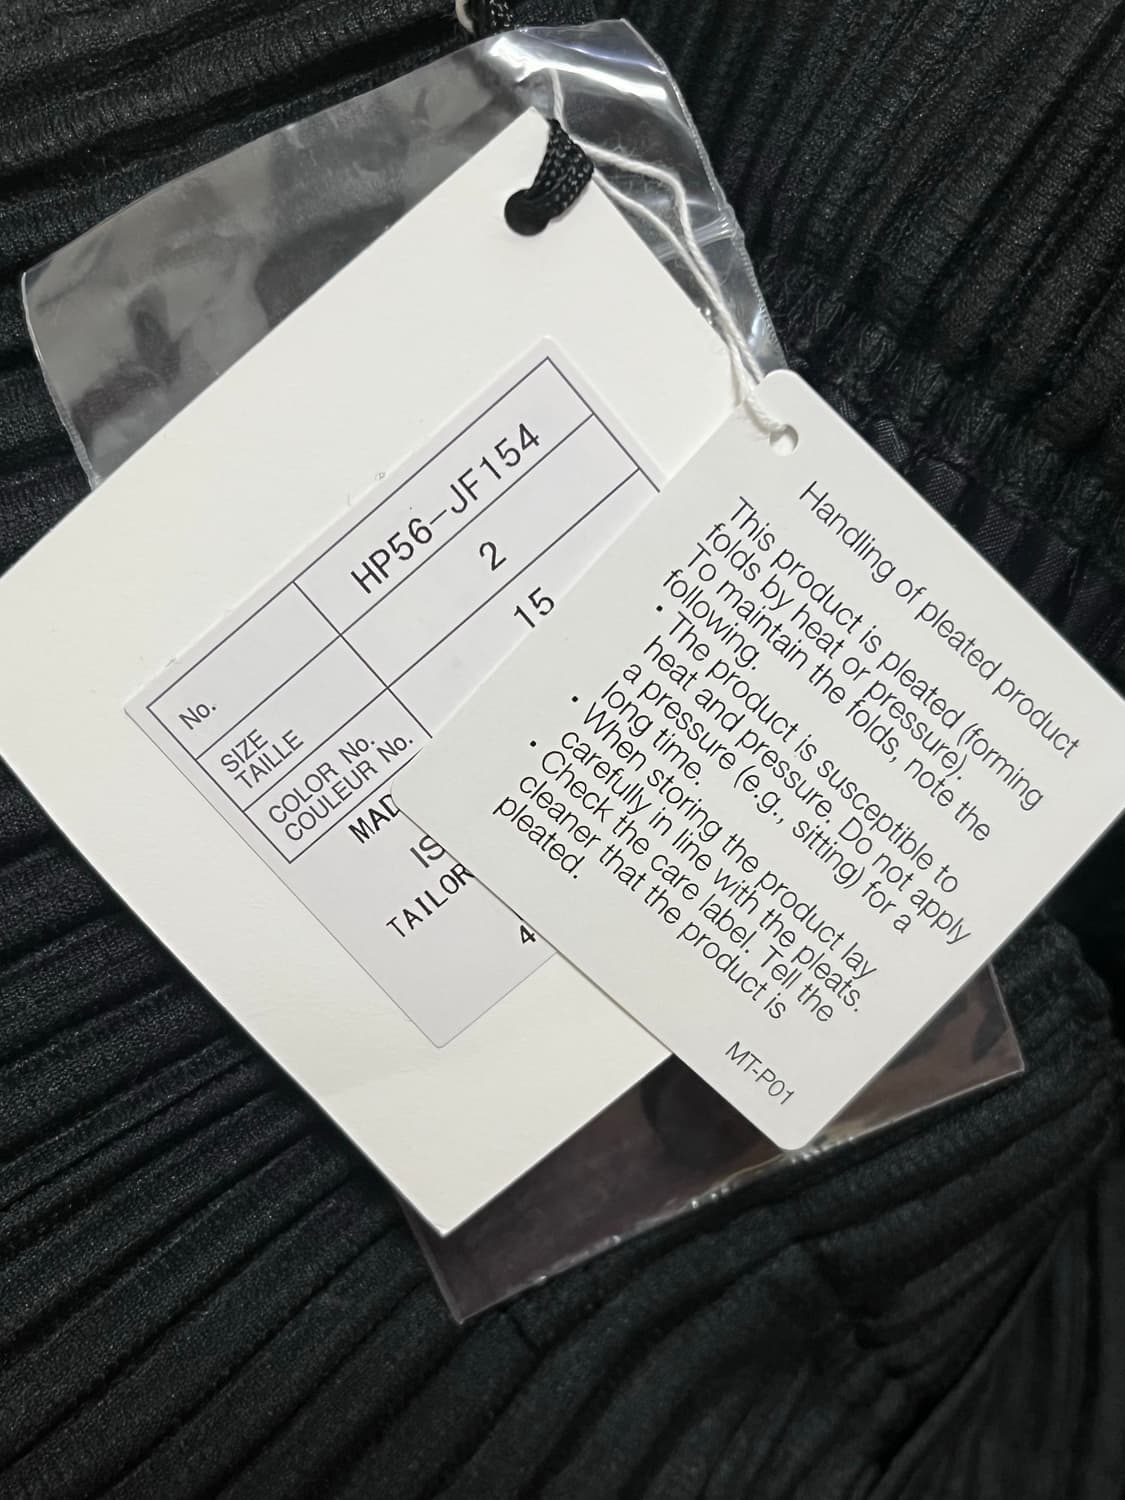 No.
HP56-JF154
SIZE
TAILLE
2
COLOR No.
COULEUR No.
15
TAILOR
4
Handling of pleated product
This product is pleated (forming
folds by heat or pressure).
To maintain the folds, note the
following.
• The product is susceptible to
heat and pressure. Do not apply
a pressure (e.g., sitting) for a
long time.
• When storing the product lay
carefully in line with the pleats.
• Check the care label. Tell the
cleaner that the product is
pleated.
MT-P01